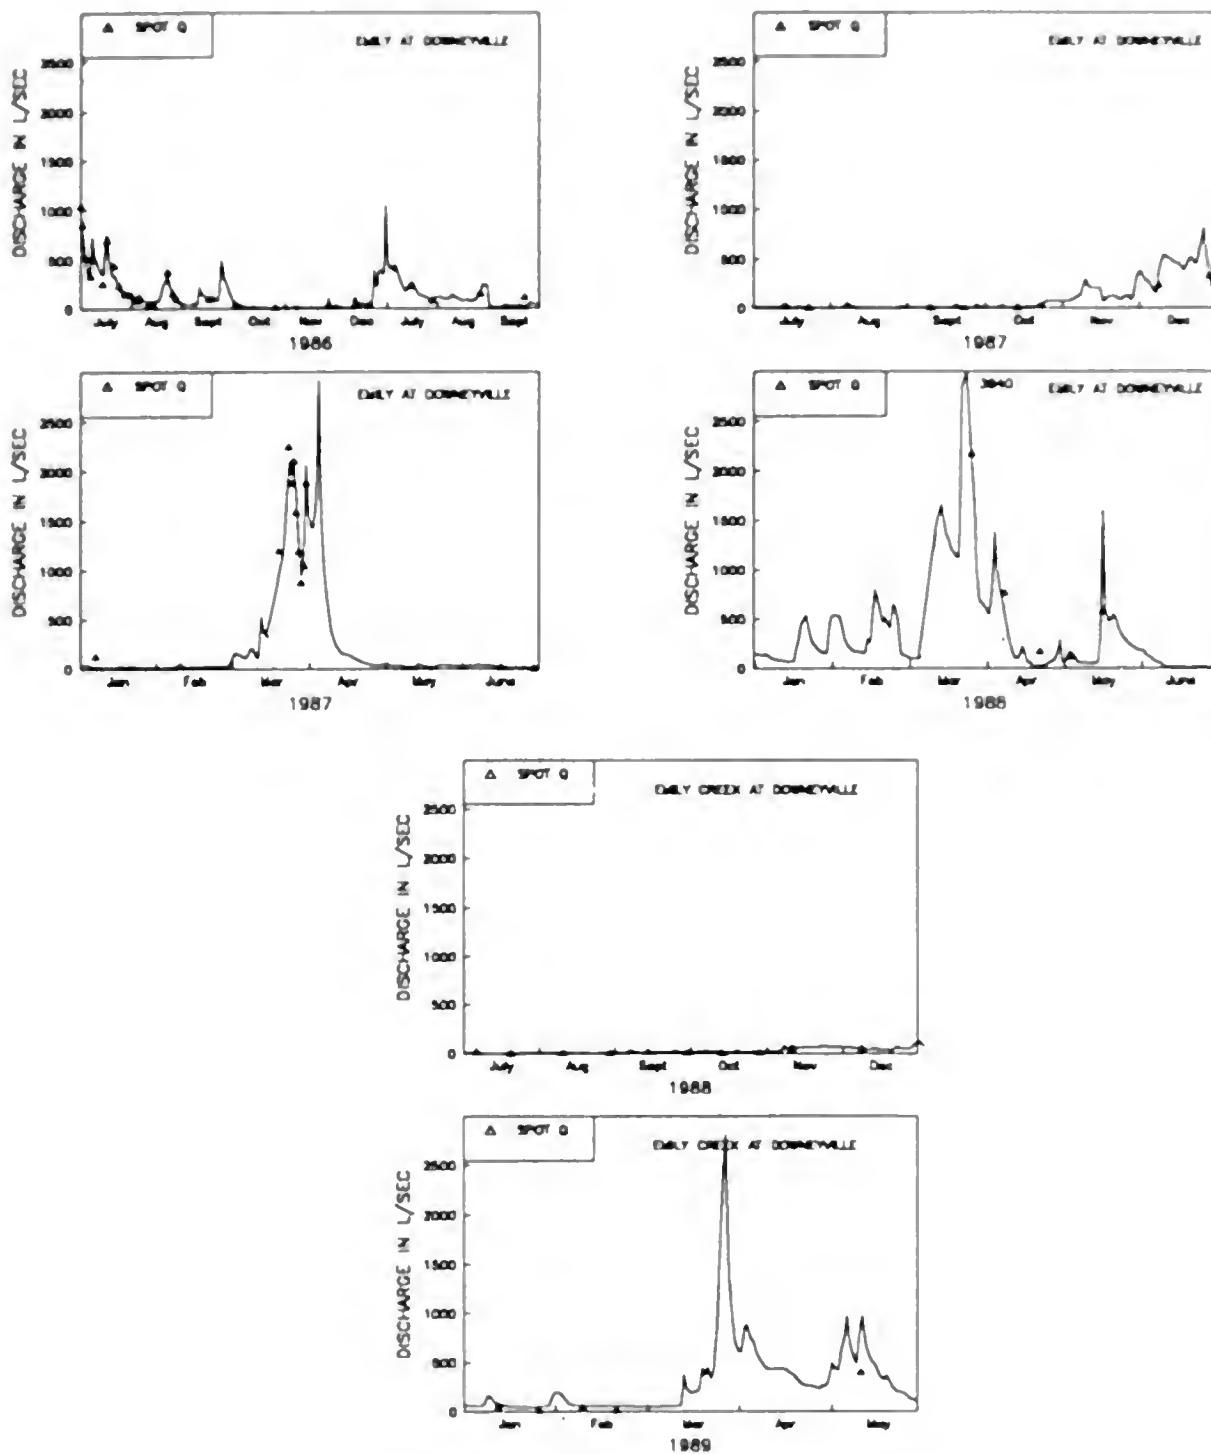 △ SPOT Q
EMILY AT DOWNEYVILLE
DISCHARGE IN L/SEC
2500
2000
1500
1000
500
0
July Aug Sept Oct Nov Dec July Aug Sept
1986
△ SPOT Q
EMILY AT DOWNEYVILLE
DISCHARGE IN L/SEC
2500
2000
1500
1000
500
0
July Aug Sept Oct Nov Dec
1987
△ SPOT Q
EMILY AT DOWNEYVILLE
DISCHARGE IN L/SEC
2500
2000
1500
1000
500
0
Jan Feb Mar Apr May June
1987
△ SPOT Q
3840
EMILY AT DOWNEYVILLE
DISCHARGE IN L/SEC
2500
2000
1500
1000
500
0
Jan Feb Mar Apr May June
1988
△ SPOT Q
EMILY CREEK AT DOWNEYVILLE
DISCHARGE IN L/SEC
2500
2000
1500
1000
500
0
July Aug Sept Oct Nov Dec
1988
△ SPOT Q
EMILY CREEK AT DOWNEYVILLE
DISCHARGE IN L/SEC
2500
2000
1500
1000
500
0
Jan Feb Mar Apr May
1989